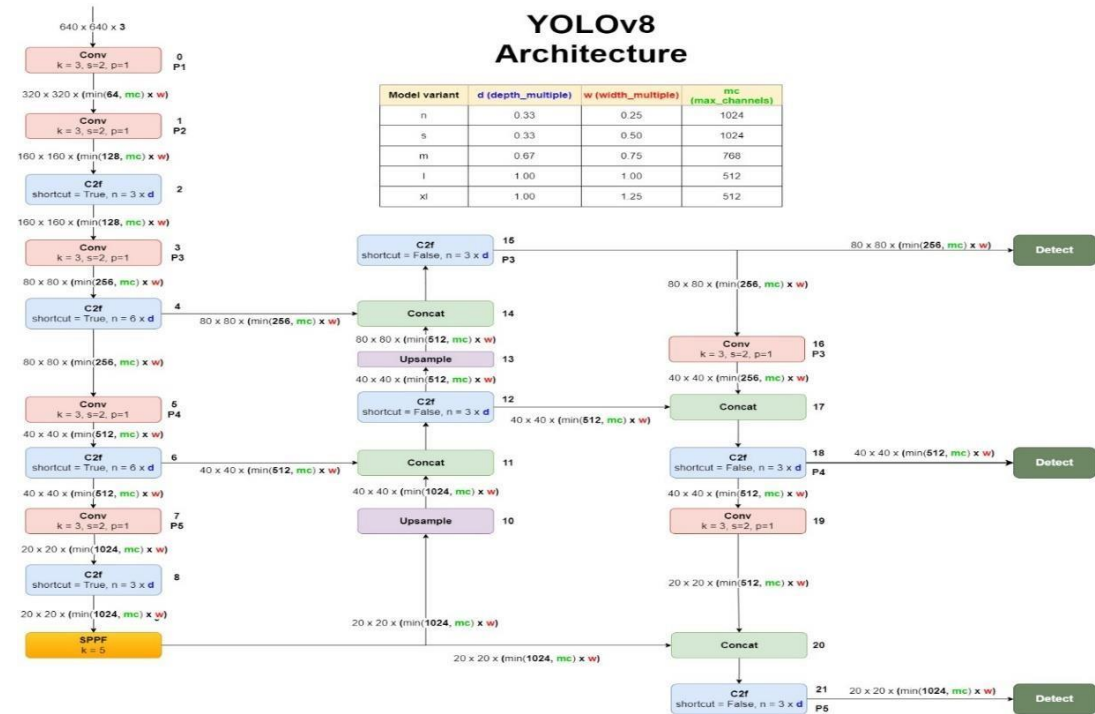 YOLOv8
Architecture
Model variant d (depth_multiple) w (width_multiple) mc (max_channels)
n 0.33 0.25 1024
s 0.33 0.50 1024
m 0.67 0.75 768
l 1.00 1.00 512
xl 1.00 1.25 512
640 x 640 x 3
Conv
k = 3, s=2, p=1
0
P1
320 x 320 x (min(64, mc) x w)
Conv
k = 3, s=2, p=1
1
P2
160 x 160 x (min(128, mc) x w)
C2f
shortcut = True, n = 3 x d
2
160 x 160 x (min(128, mc) x w)
Conv
k = 3, s=2, p=1
3
P3
80 x 80 x (min(256, mc) x w)
C2f
shortcut = True, n = 6 x d
4
80 x 80 x (min(256, mc) x w)
80 x 80 x (min(256, mc) x w)
Conv
k = 3, s=2, p=1
5
P4
40 x 40 x (min(512, mc) x w)
C2f
shortcut = True, n = 6 x d
6
40 x 40 x (min(512, mc) x w)
40 x 40 x (min(512, mc) x w)
Conv
k = 3, s=2, p=1
7
P5
20 x 20 x (min(1024, mc) x w)
C2f
shortcut = True, n = 3 x d
8
20 x 20 x (min(1024, mc) x w)
SPPF
k = 5
C2f
shortcut = False, n = 3 x d
15
P3
Concat
14
80 x 80 x (min(512, mc) x w)
Upsample
13
40 x 40 x (min(512, mc) x w)
C2f
shortcut = False, n = 3 x d
12
40 x 40 x (min(512, mc) x w)
Concat
11
40 x 40 x (min(1024, mc) x w)
Upsample
10
20 x 20 x (min(1024, mc) x w)
20 x 20 x (min(1024, mc) x w)
80 x 80 x (min(256, mc) x w)
Detect
80 x 80 x (min(256, mc) x w)
Conv
k = 3, s=2, p=1
16
P3
40 x 40 x (min(256, mc) x w)
Concat
17
C2f
shortcut = False, n = 3 x d
18
P4
40 x 40 x (min(512, mc) x w)
Detect
40 x 40 x (min(512, mc) x w)
Conv
k = 3, s=2, p=1
19
20 x 20 x (min(512, mc) x w)
Concat
20
C2f
shortcut = False, n = 3 x d
21
P5
20 x 20 x (min(1024, mc) x w)
Detect